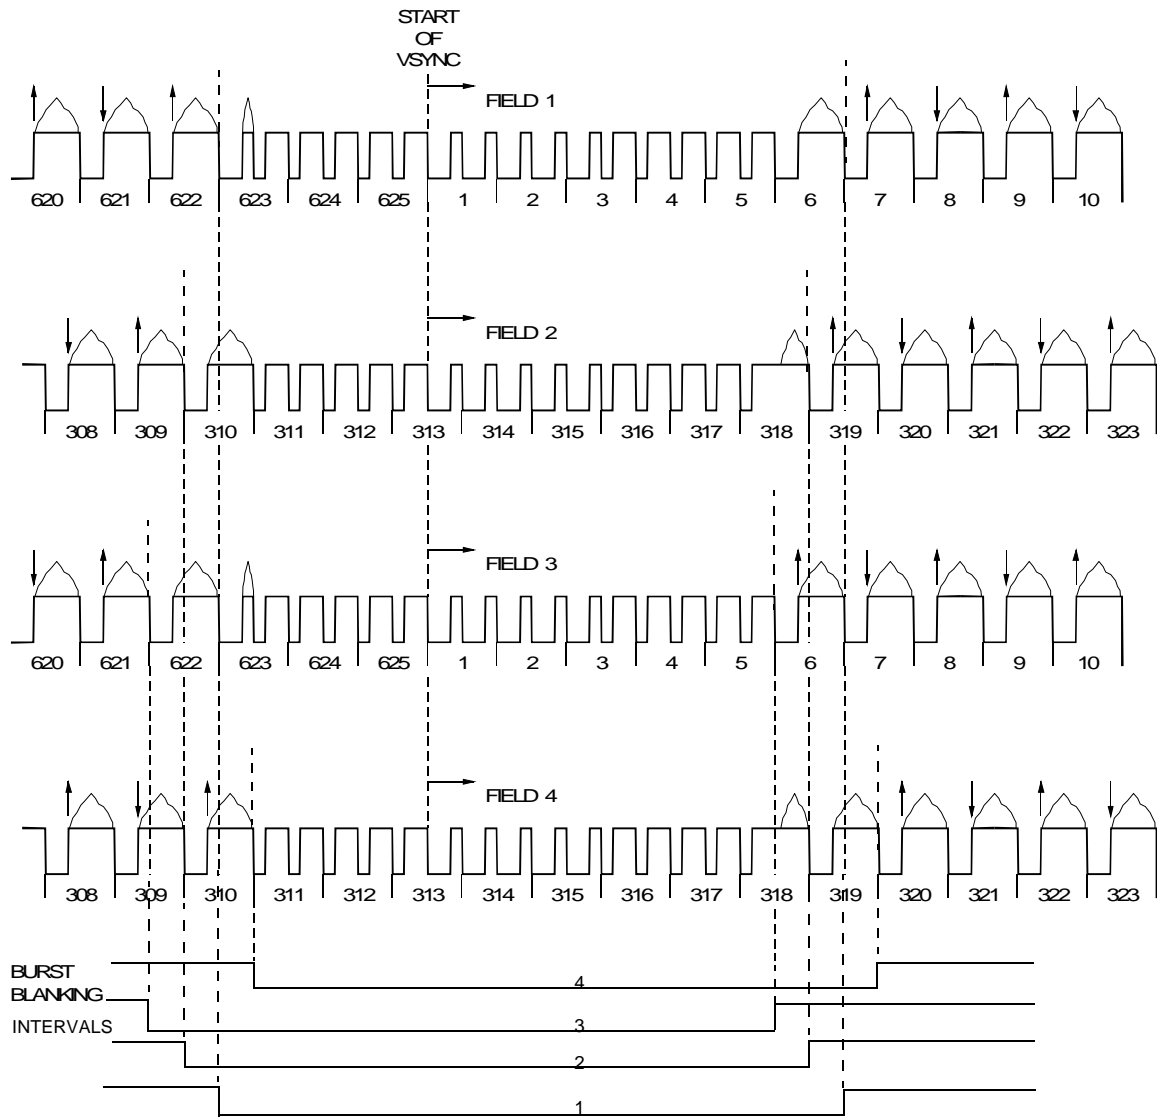 START
OF
VSYNC
FIELD 1
620 621 622 623 624 625 1 2 3 4 5 6 7 8 9 10
FIELD 2
308 309 310 311 312 313 314 315 316 317 318 319 320 321 322 323
FIELD 3
620 621 622 623 624 625 1 2 3 4 5 6 7 8 9 10
FIELD 4
308 309 310 311 312 313 314 315 316 317 318 319 320 321 322 323
BURST
BLANKING
INTERVALS
4
3
2
1